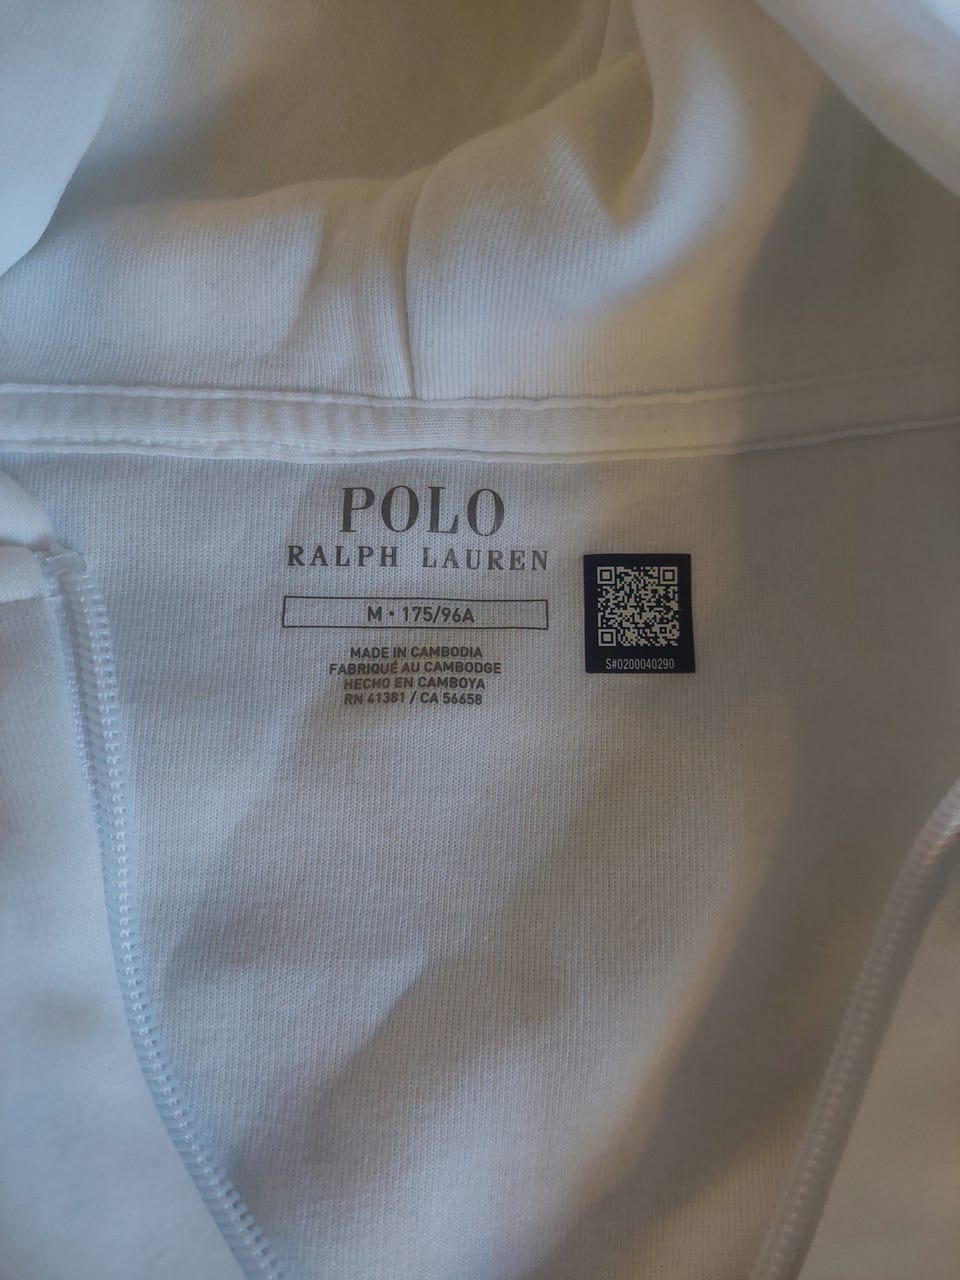 POLO
RALPH LAUREN
M • 175/96A
MADE IN CAMBODIA
FABRIQUÉ AU CAMBODGE
HECHO EN CAMBOYA
RN 41381 / CA 56658
S#0200040290